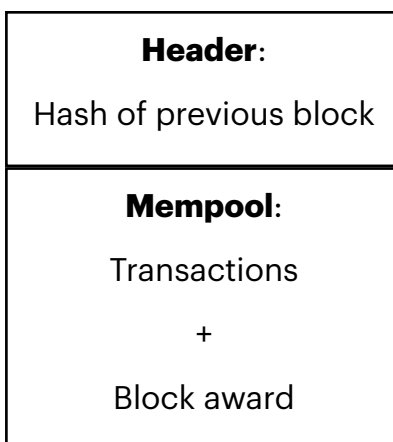 Header:
Hash of previous block
Mempool:
Transactions
+
Block award